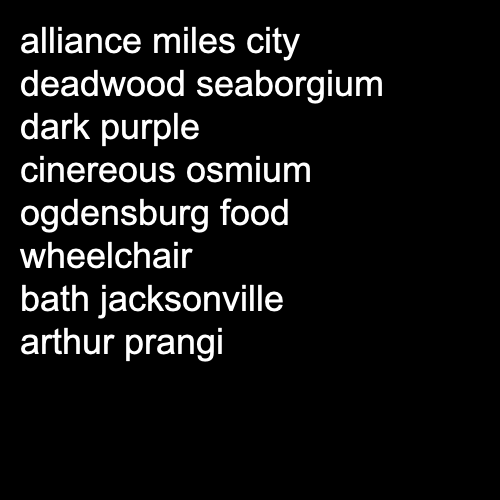 alliance miles city
deadwood seaborgium
dark purple
cinereous osmium
ogdensburg food
wheelchair
bath jacksonville
arthur prangi